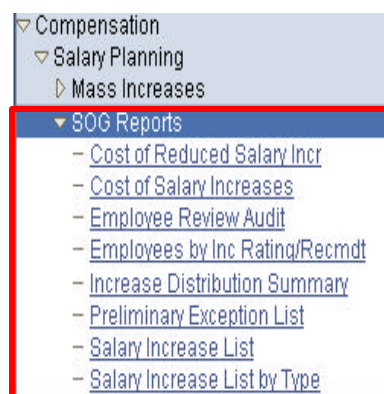 Compensation
Salary Planning
Mass Increases
SOG Reports
– Cost of Reduced Salary Incr
– Cost of Salary Increases
– Employee Review Audit
– Employees by Inc Rating/Recmdt
– Increase Distribution Summary
– Preliminary Exception List
– Salary Increase List
– Salary Increase List by Type